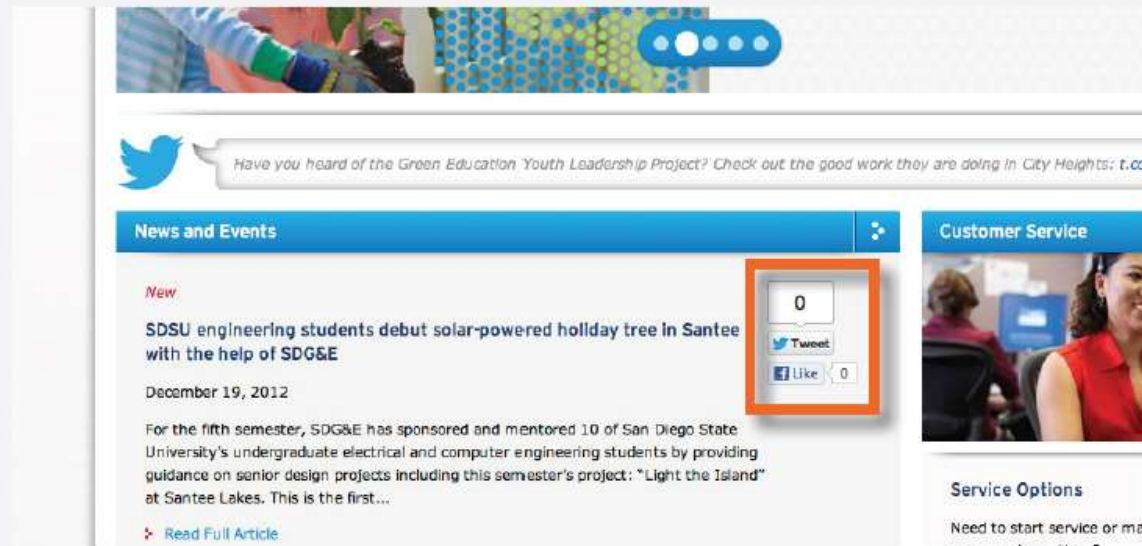 Have you heard of the Green Education Youth Leadership Project? Check out the good work they are doing in City Heights: t.co
News and Events
Customer Service
New
0
SDSU engineering students debut solar-powered holiday tree in Santee
with the help of SDG&E
Tweet
Like 0
December 19, 2012
For the fifth semester, SDG&E has sponsored and mentored 10 of San Diego State
University's undergraduate electrical and computer engineering students by providing
guidance on senior design projects including this semester's project: "Light the Island"
at Santee Lakes. This is the first...
Read Full Article
Service Options
Need to start service or ma